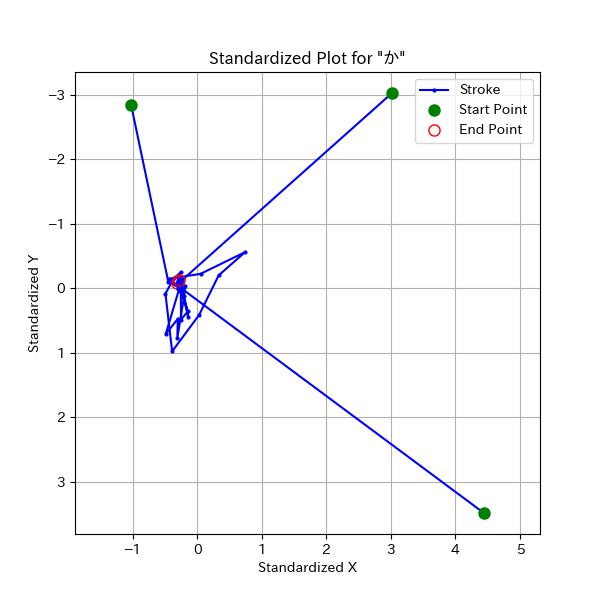 Standardized Plot for "か"
Stroke
Start Point
End Point
−3
−2
−1
0
1
2
3
Standardized Y
−1
0
1
2
3
4
5
Standardized X